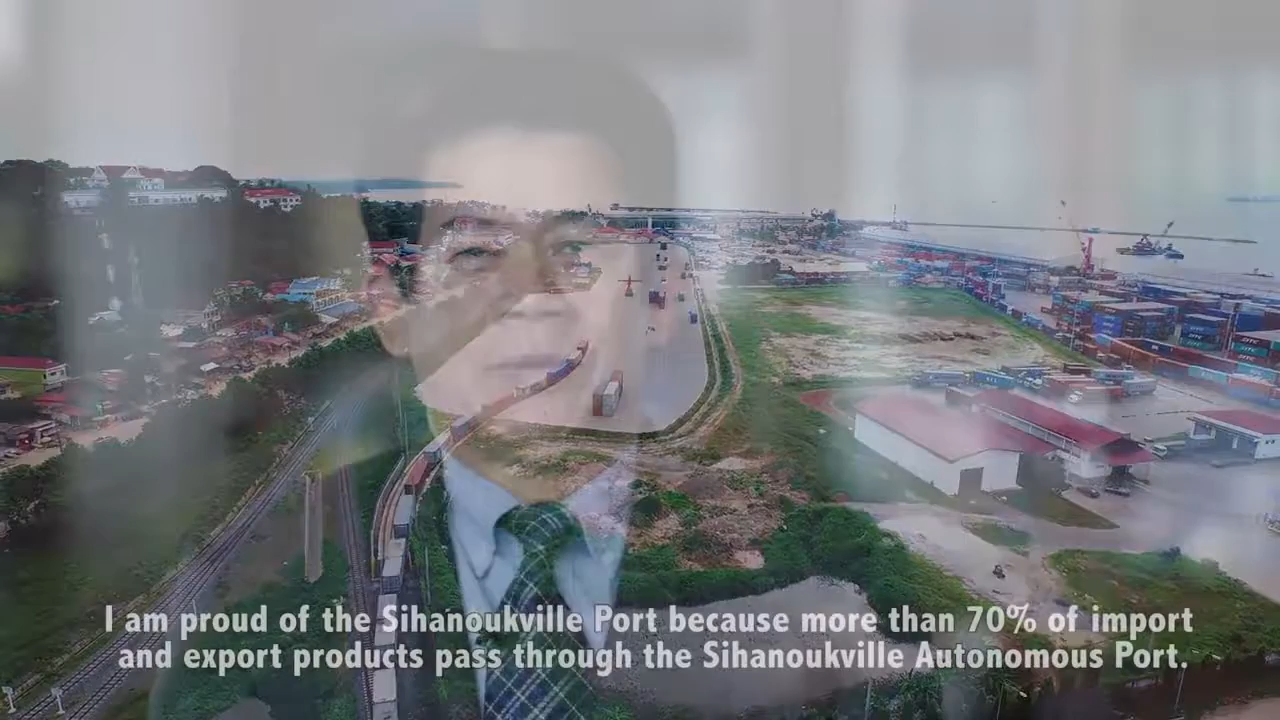 I am proud of the Sihanoukville Port because more than 70% of import
and export products pass through the Sihanoukville Autonomous Port.